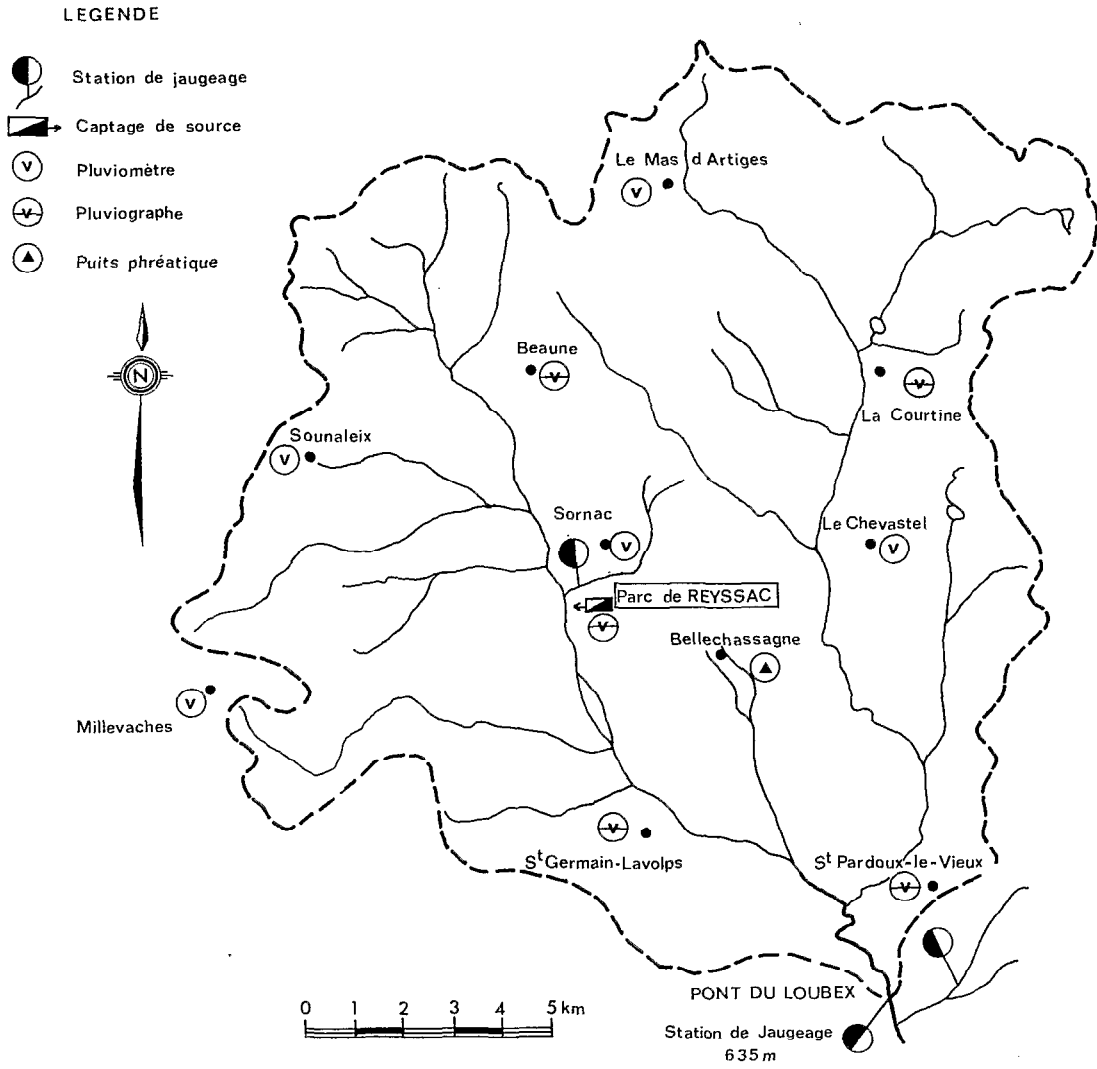 LEGENDE
Station de jaugeage
Captage de source
V
Pluviomètre
V
Pluviographe
Puits phréatique
N
Le Mas d Artiges
V
Beaune
V
La Courtine
V
Sounaleix
V
Sornac
V
Le Chevastel
V
Parc de REYSSAC
V
Bellechassagne
Millevaches
V
St Germain-Lavolps
V
St Pardoux-le-Vieux
V
PONT DU LOUBEX
Station de Jaugeage
635 m
0 1 2 3 4 5 km